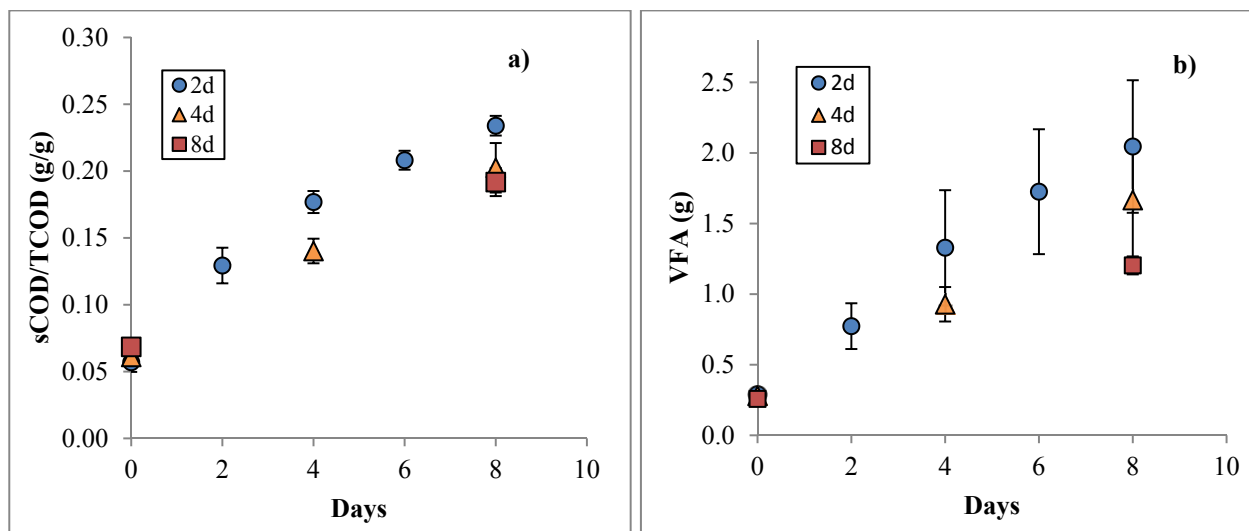 a)
2d
4d
8d
sCOD/TCOD (g/g)
0.30
0.25
0.20
0.15
0.10
0.05
0.00
0 2 4 6 8 10
Days
b)
2d
4d
8d
VFA (g)
2.5
2.0
1.5
1.0
0.5
0.0
0 2 4 6 8 10
Days